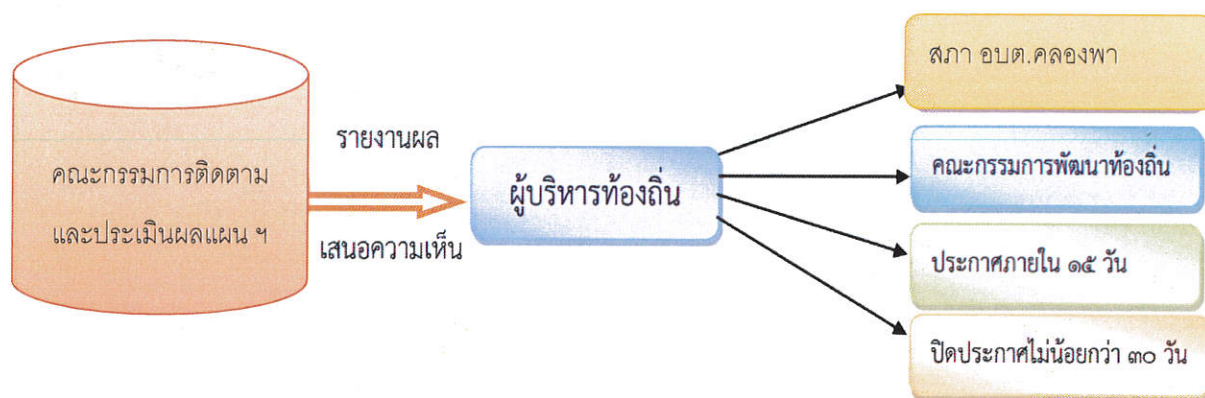 คณะกรรมการติดตาม
และประเมินผลแผน ฯ
รายงานผล
เสนอความเห็น
ผู้บริหารท้องถิ่น
สภา อบต.คลองพา
คณะกรรมการพัฒนาท้องถิ่น
ประกาศภายใน ๑๕ วัน
ปิดประกาศไม่น้อยกว่า ๓๐ วัน